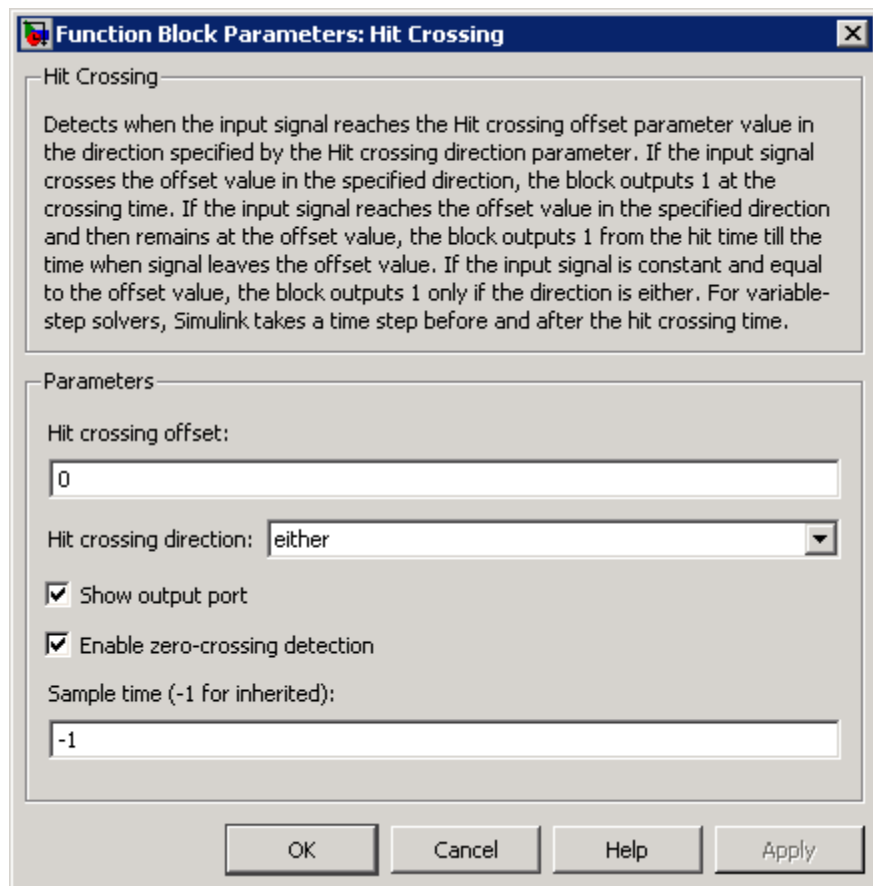 Function Block Parameters: Hit Crossing
Hit Crossing
Detects when the input signal reaches the Hit crossing offset parameter value in
the direction specified by the Hit crossing direction parameter. If the input signal
crosses the offset value in the specified direction, the block outputs 1 at the
crossing time. If the input signal reaches the offset value in the specified direction
and then remains at the offset value, the block outputs 1 from the hit time till the
time when signal leaves the offset value. If the input signal is constant and equal
to the offset value, the block outputs 1 only if the direction is either. For variable-
step solvers, Simulink takes a time step before and after the hit crossing time.
Parameters
Hit crossing offset:
0
Hit crossing direction: either
Show output port
Enable zero-crossing detection
Sample time (-1 for inherited):
-1
OK Cancel Help Apply